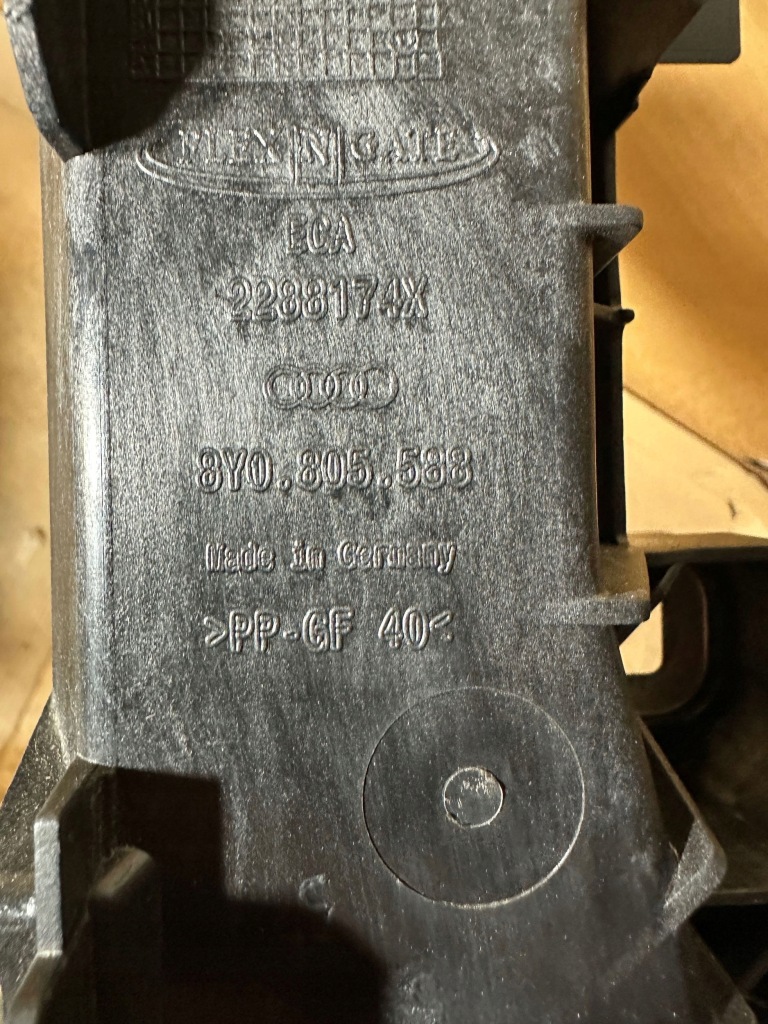 FLEX|N|GATE
ECA
2288174X
8Y0.805.588
Made in Germany
>PP-GF 40<